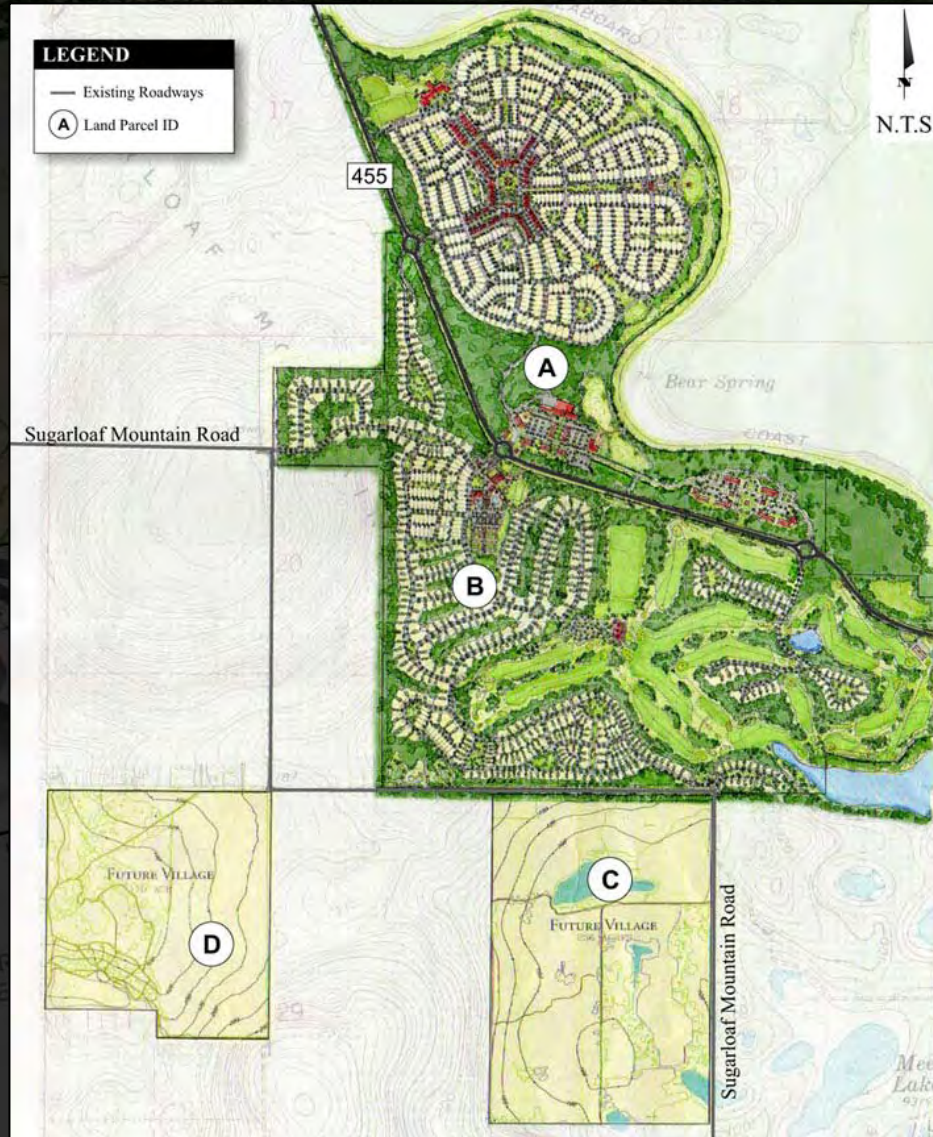 LEGEND
Existing Roadways
A Land Parcel ID
N
N.T.S
17
16
455
A
Bear Spring
COAST
Sugarloaf Mountain Road
20
B
FUTURE VILLAGE
D
C
FUTURE VILLAGE
29
Sugarloaf Mountain Road